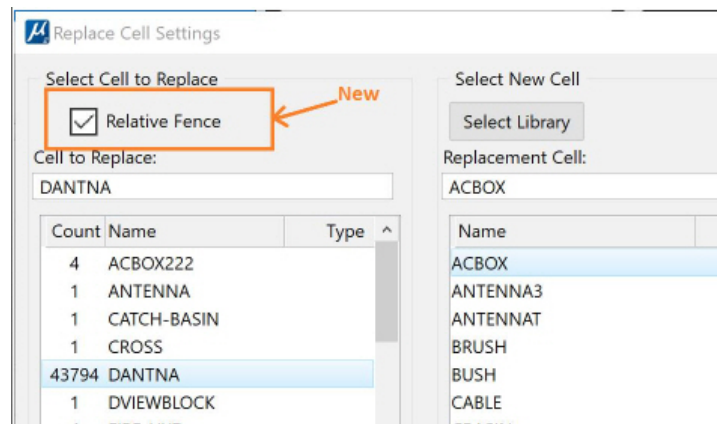 Replace Cell Settings
Select Cell to Replace
New
Relative Fence
Cell to Replace:
DANTNA
Count Name Type
4 ACBOX222
1 ANTENNA
1 CATCH-BASIN
1 CROSS
43794 DANTNA
1 DVIEWBLOCK
Select New Cell
Select Library
Replacement Cell:
ACBOX
Name
ACBOX
ANTENNA3
ANTENNAT
BRUSH
BUSH
CABLE